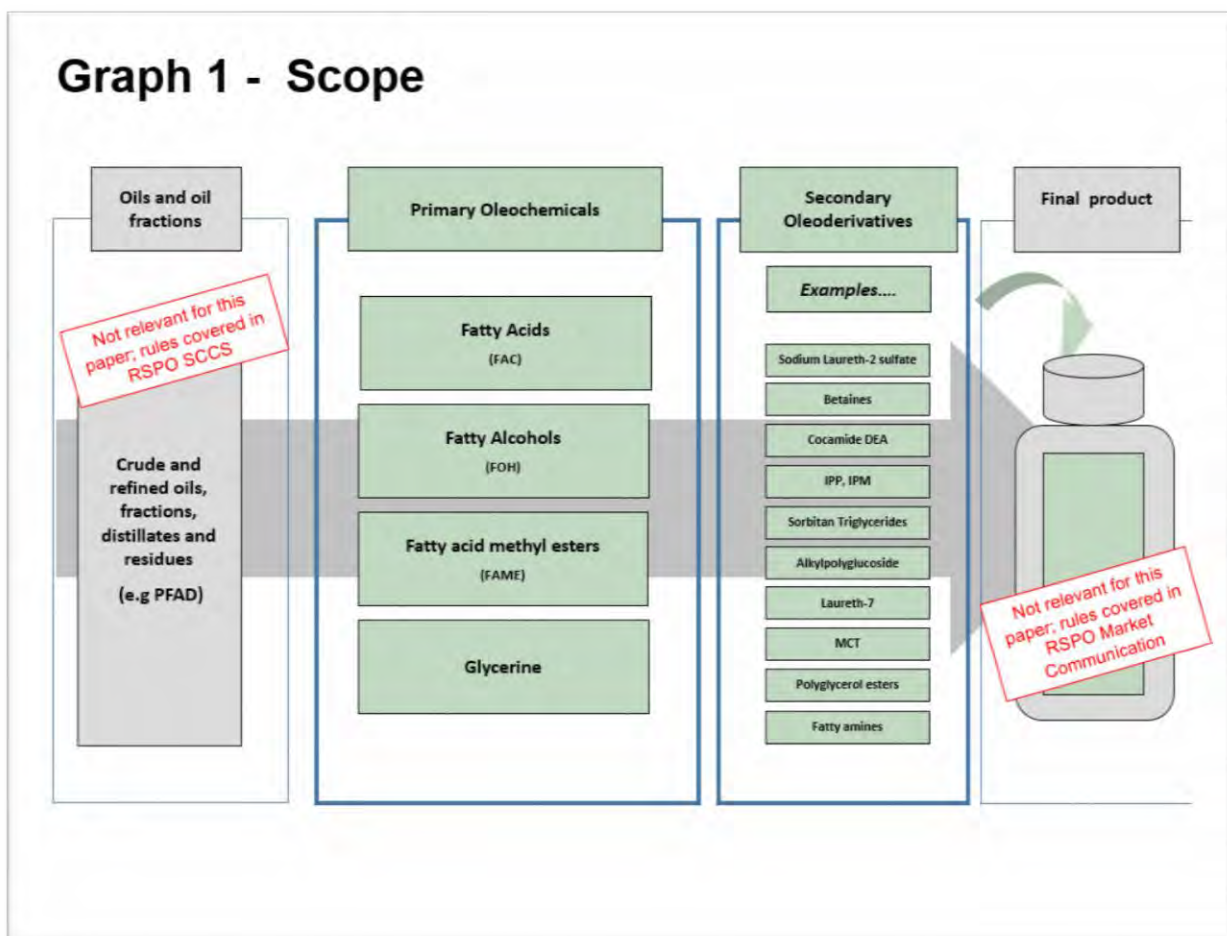 Graph 1 - Scope
Oils and oil
fractions
Not relevant for this
paper; rules covered in
RSPO SCCS
Crude and
refined oils,
fractions,
distillates and
residues
(e.g PFAD)
Primary Oleochemicals
Fatty Acids
(FAC)
Fatty Alcohols
(FOH)
Fatty acid methyl esters
(FAME)
Glycerine
Secondary
Oleoderivatives
Examples....
Sodium Laureth-2 sulfate
Betaines
Cocamide DEA
IPP, IPM
Sorbitan Triglycerides
Alkylpolyglucoside
Laureth-7
MCT
Polyglycerol esters
Fatty amines
Final product
Not relevant for this
paper; rules covered in
RSPO Market
Communication